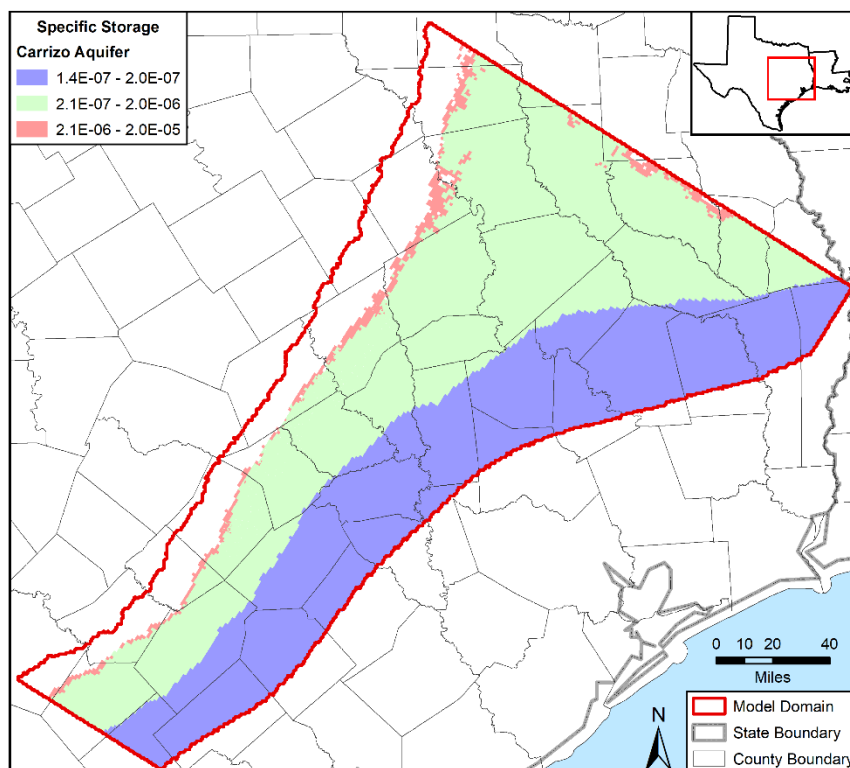 Specific Storage
Carrizo Aquifer
1.4E-07 - 2.0E-07
2.1E-07 - 2.0E-06
2.1E-06 - 2.0E-05
0 10 20 40
Miles
N
Model Domain
State Boundary
County Boundary